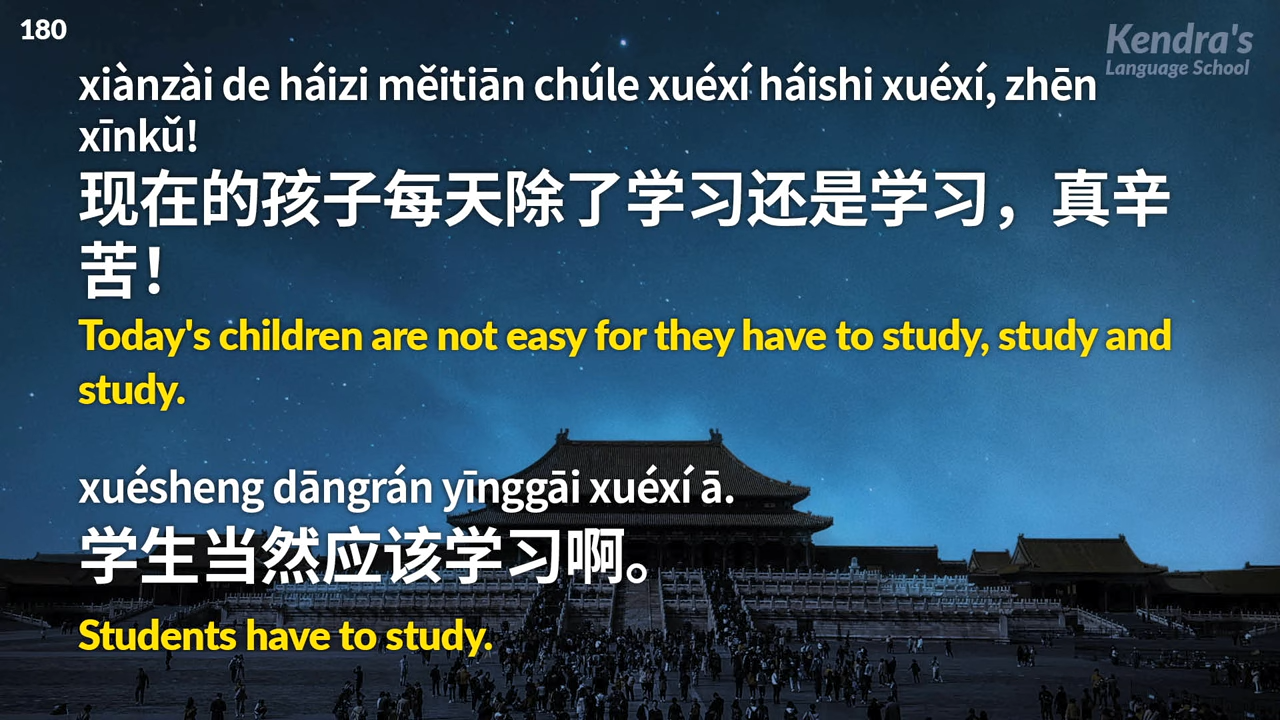 180
Kendra's
Language School
xiànzài de háizi měitiān chúle xuéxí háishi xuéxí, zhēn
xīnkǔ!
现在的孩子每天除了学习还是学习，真辛
苦！
Today's children are not easy for they have to study, study and
study.
xuésheng dāngrán yīnggāi xuéxí ā.
学生当然应该学习啊。
Students have to study.